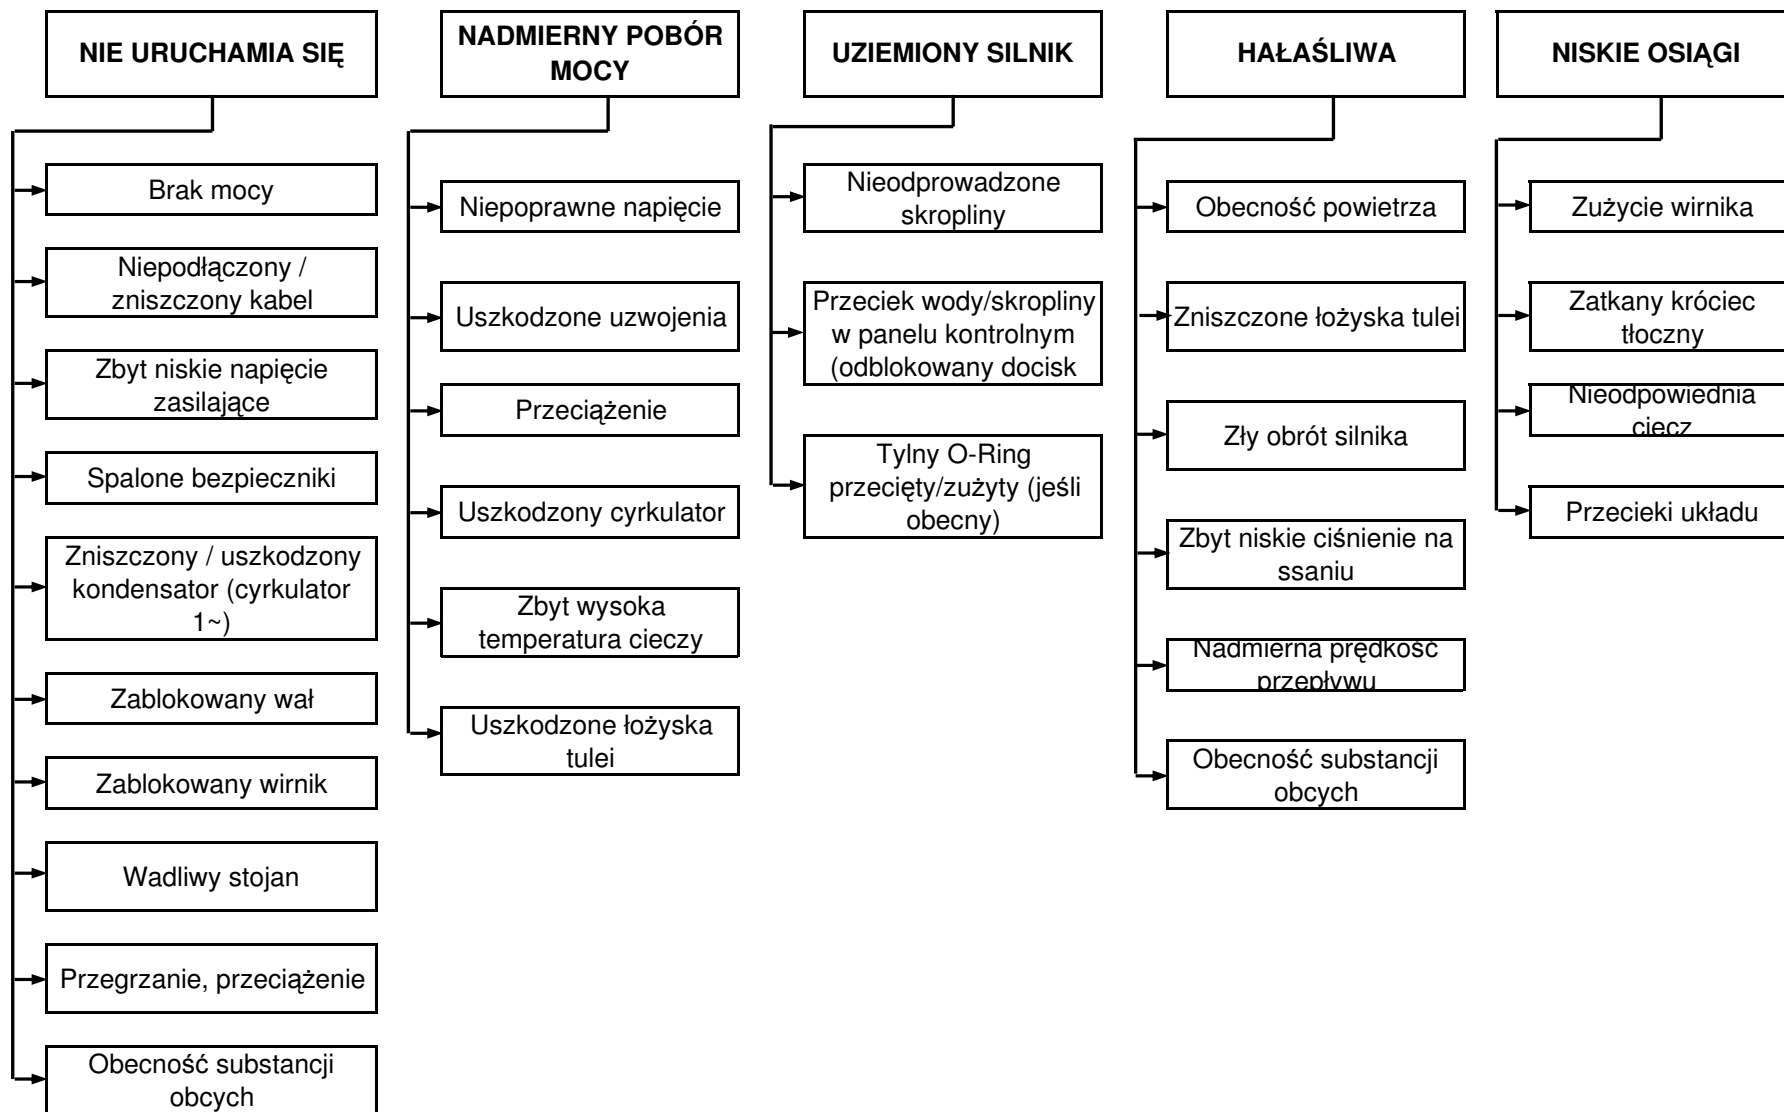 NIE URUCHAMIA SIĘ
Brak mocy
Niepodłączony /
zniszczony kabel
Zbyt niskie napięcie
zasilające
Spalone bezpieczniki
Zniszczony / uszkodzony
kondensator (cyrkulator
1~)
Zablokowany wał
Zablokowany wirnik
Wadliwy stojan
Przegrzanie, przeciążenie
Obecność substancji
obcych
NADMIERNY POBÓR
MOCY
Niepoprawne napięcie
Uszkodzone uzwojenia
Przeciążenie
Uszkodzony cyrkulator
Zbyt wysoka
temperatura cieczy
Uszkodzone łożyska
tulei
UZIEMIONY SILNIK
Nieodprowadzone
skropliny
Przeciek wody/skropliny
w panelu kontrolnym
(odblokowany docisk
Tylny O-Ring
przecięty/zużyty (jeśli
obecny)
HAŁAŚLIWA
Obecność powietrza
Zniszczone łożyska tulei
Zły obrót silnika
Zbyt niskie ciśnienie na
ssaniu
Nadmierna prędkość
przepływu
Obecność substancji
obcych
NISKIE OSIĄGI
Zużycie wirnika
Zatkany króciec
tłoczny
Nieodpowiednia
ciecz
Przecieki układu